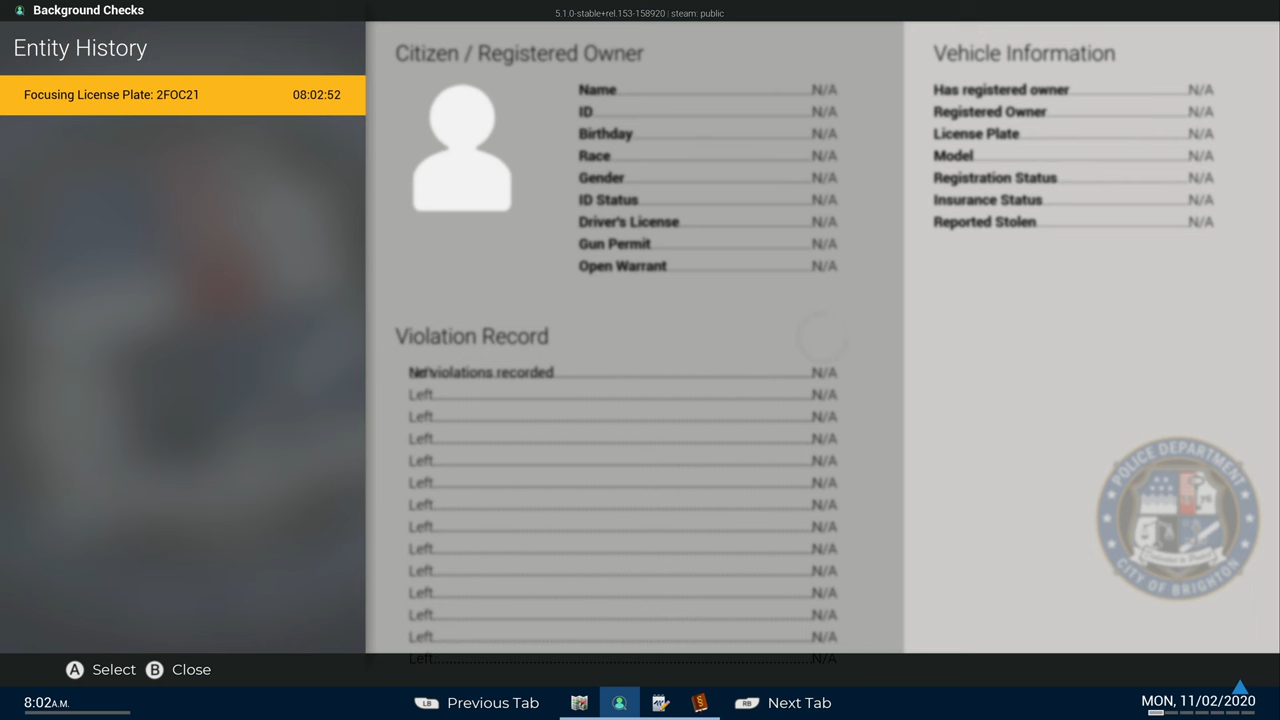 Background Checks
5.1.0-stable+rel.153-158920 | steam: public
Entity History
Focusing License Plate: 2FOC21 08:02:52
Citizen / Registered Owner
Name N/A
ID N/A
Birthday N/A
Race N/A
Gender N/A
ID Status N/A
Driver's License N/A
Gun Permit N/A
Open Warrant N/A
Violation Record
No violations recorded N/A
Left N/A
Left N/A
Left N/A
Left N/A
Left N/A
Left N/A
Left N/A
Left N/A
Left N/A
Left N/A
Left N/A
Left N/A
Left N/A
Vehicle Information
Has registered owner N/A
Registered Owner N/A
License Plate N/A
Model N/A
Registration Status N/A
Insurance Status N/A
Reported Stolen N/A
POLICE DEPARTMENT
CITY OF BRIGHTON
A Select B Close
8:02A.M.
LB Previous Tab
RB Next Tab
MON, 11/02/2020